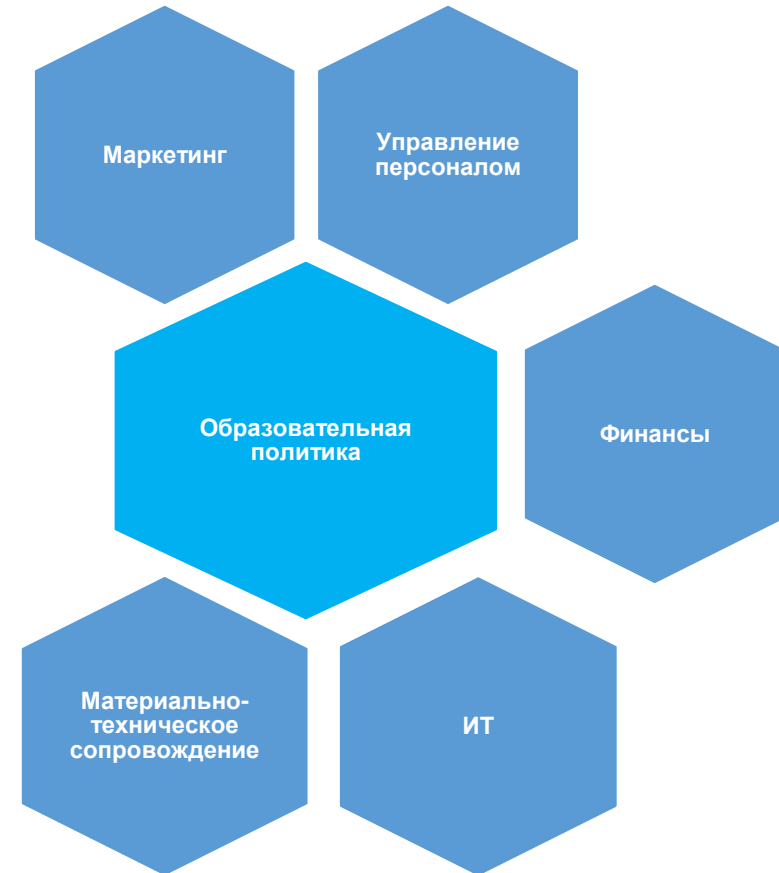 Маркетинг
Управление
персоналом
Образовательная
политика
Финансы
Материально-
техническое
сопровождение
ИТ